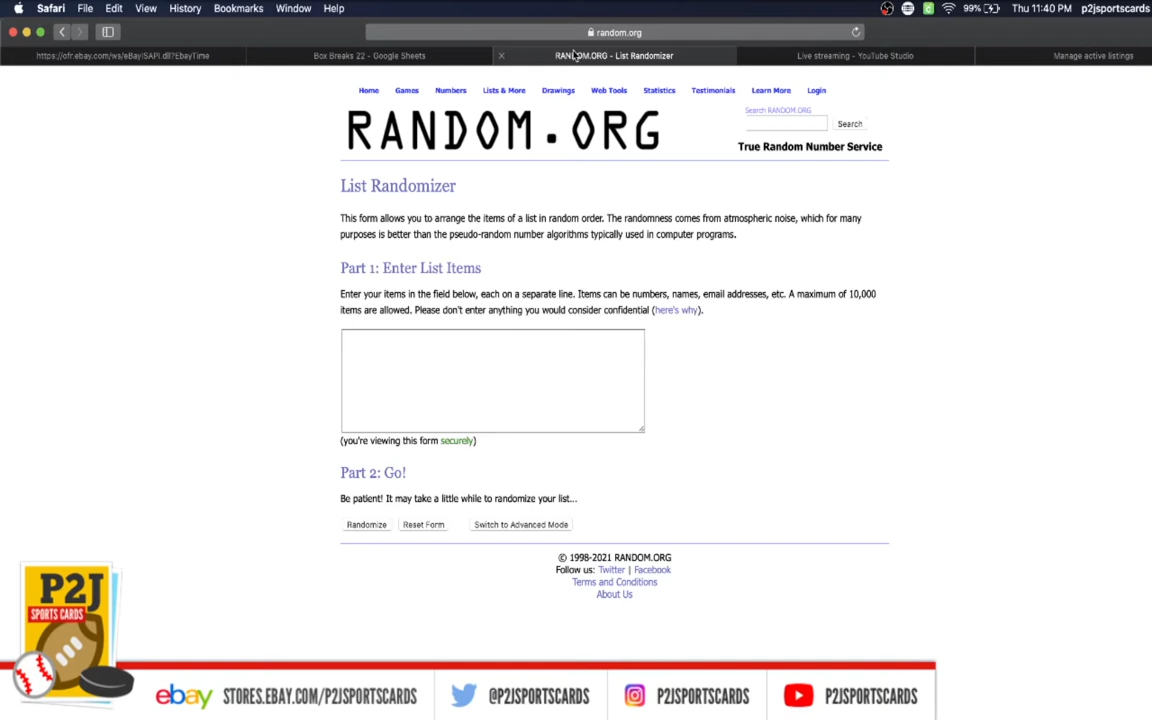 Safari File Edit View History Bookmarks Window Help 99% Thu 11:40 PM p2jsportscards
random.org
https://ofr.ebay.com/ws/eBayISAPI.dll?EbayTime Box Breaks 22 - Google Sheets RANDOM.ORG - List Randomizer Live streaming - YouTube Studio Manage active listings
Home Games Numbers Lists & More Drawings Web Tools Statistics Testimonials Learn More Login
RANDOM.ORG
Search RANDOM.ORG
Search
True Random Number Service
List Randomizer
This form allows you to arrange the items of a list in random order. The randomness comes from atmospheric noise, which for many
purposes is better than the pseudo-random number algorithms typically used in computer programs.
Part 1: Enter List Items
Enter your items in the field below, each on a separate line. Items can be numbers, names, email addresses, etc. A maximum of 10,000
items are allowed. Please don't enter anything you would consider confidential (here's why).
(you're viewing this form securely)
Part 2: Go!
Be patient! It may take a little while to randomize your list...
Randomize Reset Form Switch to Advanced Mode
© 1998-2021 RANDOM.ORG
Follow us: Twitter | Facebook
Terms and Conditions
About Us
P2J
SPORTS CARDS
ebay STORES.EBAY.COM/P2JSPORTSCARDS @P2JSPORTSCARDS P2JSPORTSCARDS P2JSPORTSCARDS